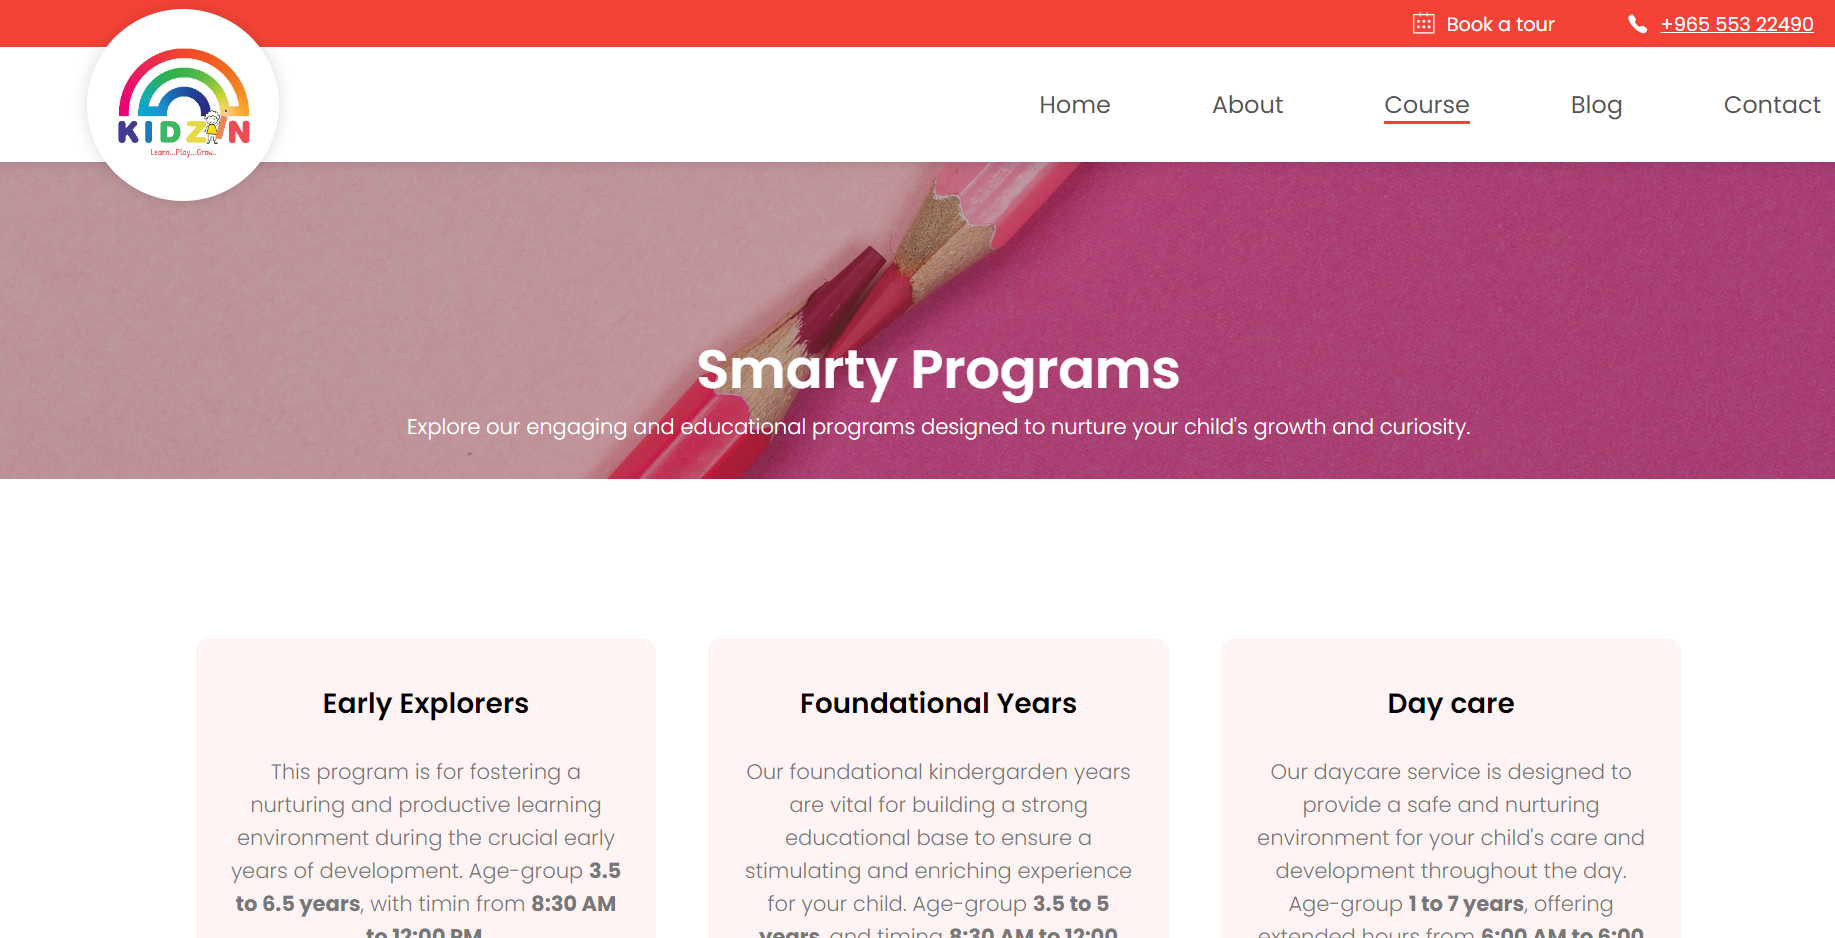 Book a tour
+965 553 22490
KIDZ N
Learn...Play...Grow..
Home
About
Course
Blog
Contact
Smarty Programs
Explore our engaging and educational programs designed to nurture your child's growth and curiosity.
Early Explorers
This program is for fostering a
nurturing and productive learning
environment during the crucial early
years of development. Age-group 3.5
to 6.5 years, with timin from 8:30 AM
to 12:00 PM
Foundational Years
Our foundational kindergarden years
are vital for building a strong
educational base to ensure a
stimulating and enriching experience
for your child. Age-group 3.5 to 5
years, and timing 8:30 AM to 12:00
Day care
Our daycare service is designed to
provide a safe and nurturing
environment for your child's care and
development throughout the day.
Age-group 1 to 7 years, offering
extended hours from 6:00 AM to 6:00